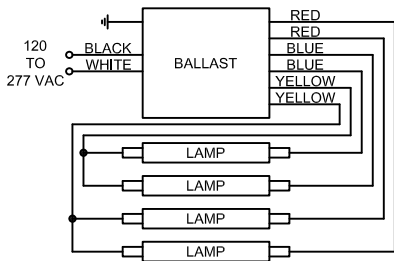 RED
RED
120
TO
277 VAC
BLACK
WHITE
BALLAST
BLUE
BLUE
YELLOW
YELLOW
LAMP
LAMP
LAMP
LAMP